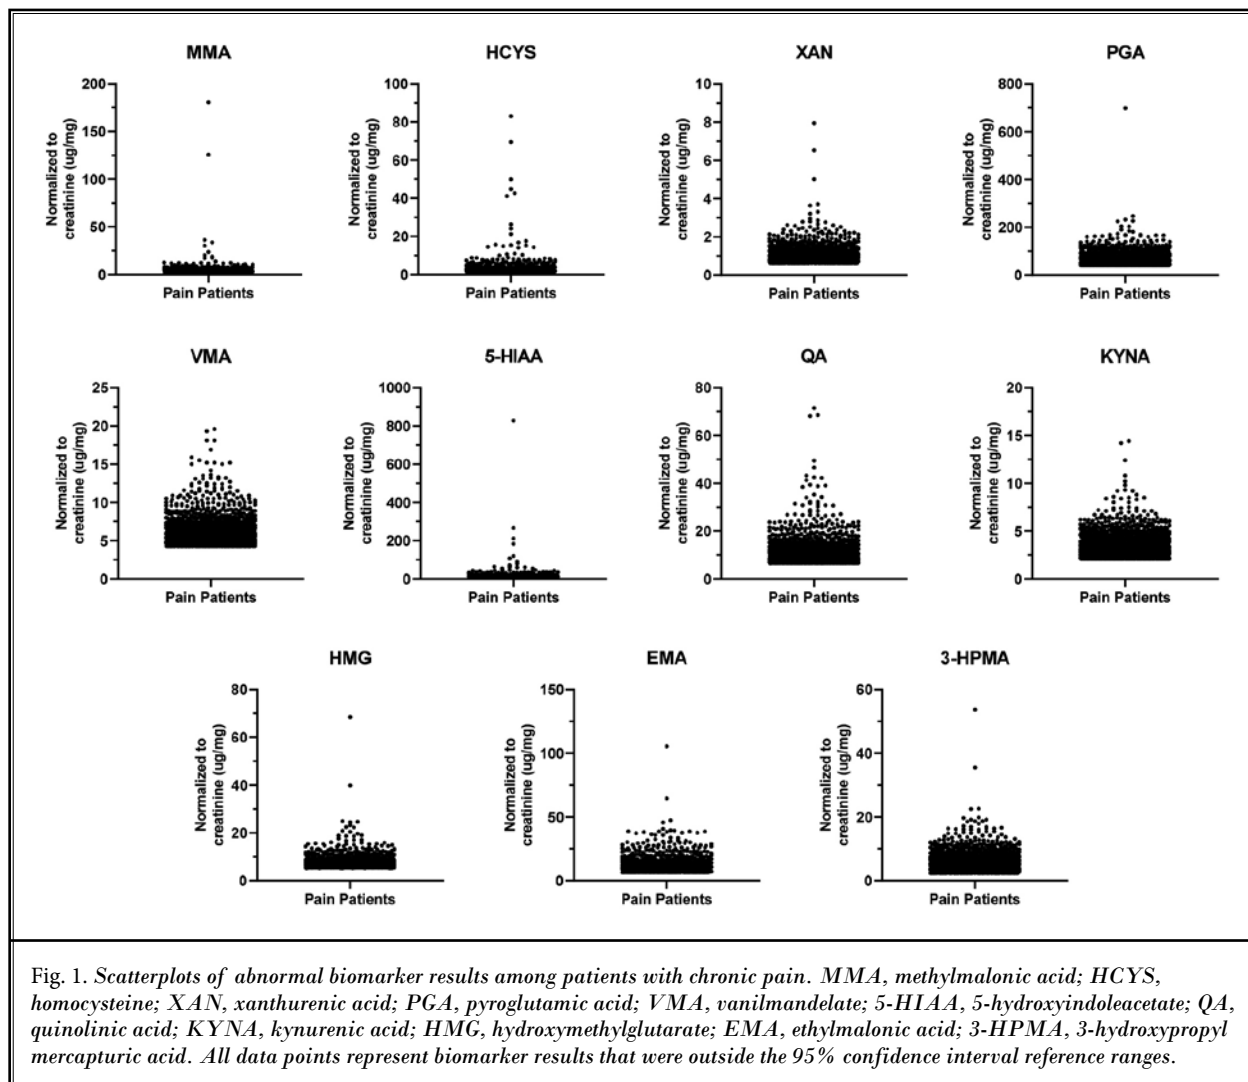 MMA
HCYS
XAN
PGA
Normalized to
creatinine (ug/mg)
200
150
100
50
0
Pain Patients
Normalized to
creatinine (ug/mg)
100
80
60
40
20
0
Pain Patients
Normalized to
creatinine (ug/mg)
10
8
6
4
2
0
Pain Patients
Normalized to
creatinine (ug/mg)
800
600
400
200
0
Pain Patients
VMA
5-HIAA
QA
KYNA
Normalized to
creatinine (ug/mg)
25
20
15
10
5
0
Pain Patients
Normalized to
creatinine (ug/mg)
1000
800
600
400
200
0
Pain Patients
Normalized to
creatinine (ug/mg)
80
60
40
20
0
Pain Patients
Normalized to
creatinine (ug/mg)
20
15
10
5
0
Pain Patients
HMG
EMA
3-HPMA
Normalized to
creatinine (ug/mg)
80
60
40
20
0
Pain Patients
Normalized to
creatinine (ug/mg)
150
100
50
0
Pain Patients
Normalized to
creatinine (ug/mg)
60
40
20
0
Pain Patients
Fig. 1. Scatterplots of abnormal biomarker results among patients with chronic pain. MMA, methylmalonic acid; HCYS,
homocysteine; XAN, xanthurenic acid; PGA, pyroglutamic acid; VMA, vanilmandelate; 5-HIAA, 5-hydroxyindoleacetate; QA,
quinolinic acid; KYNA, kynurenic acid; HMG, hydroxymethylglutarate; EMA, ethylmalonic acid; 3-HPMA, 3-hydroxypropyl
mercapturic acid. All data points represent biomarker results that were outside the 95% confidence interval reference ranges.